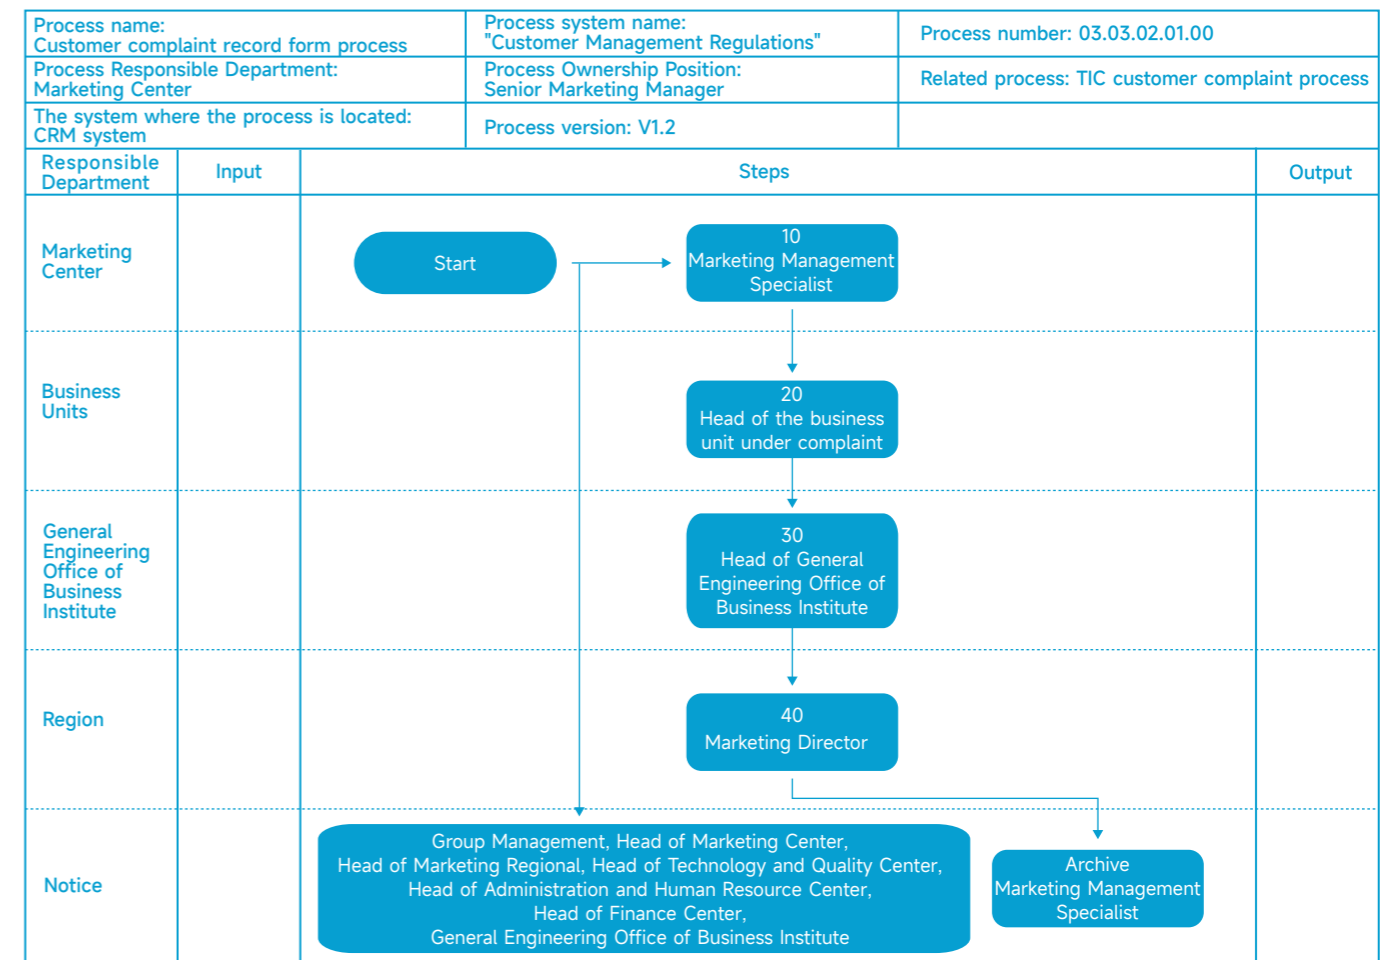 Process name:
Customer complaint record form process
Process system name:
"Customer Management Regulations"
Process number: 03.03.02.01.00
Process Responsible Department:
Marketing Center
Process Ownership Position:
Senior Marketing Manager
Related process: TIC customer complaint process
The system where the process is located:
CRM system
Process version: V1.2
Responsible
Department
Input
Steps
Output
Marketing
Center
Start
10
Marketing Management
Specialist
Business
Units
20
Head of the business
unit under complaint
General
Engineering
Office of
Business
Institute
30
Head of General
Engineering Office of
Business Institute
Region
40
Marketing Director
Notice
Group Management, Head of Marketing Center,
Head of Marketing Regional, Head of Technology and Quality Center,
Head of Administration and Human Resource Center,
Head of Finance Center,
General Engineering Office of Business Institute
Archive
Marketing Management
Specialist